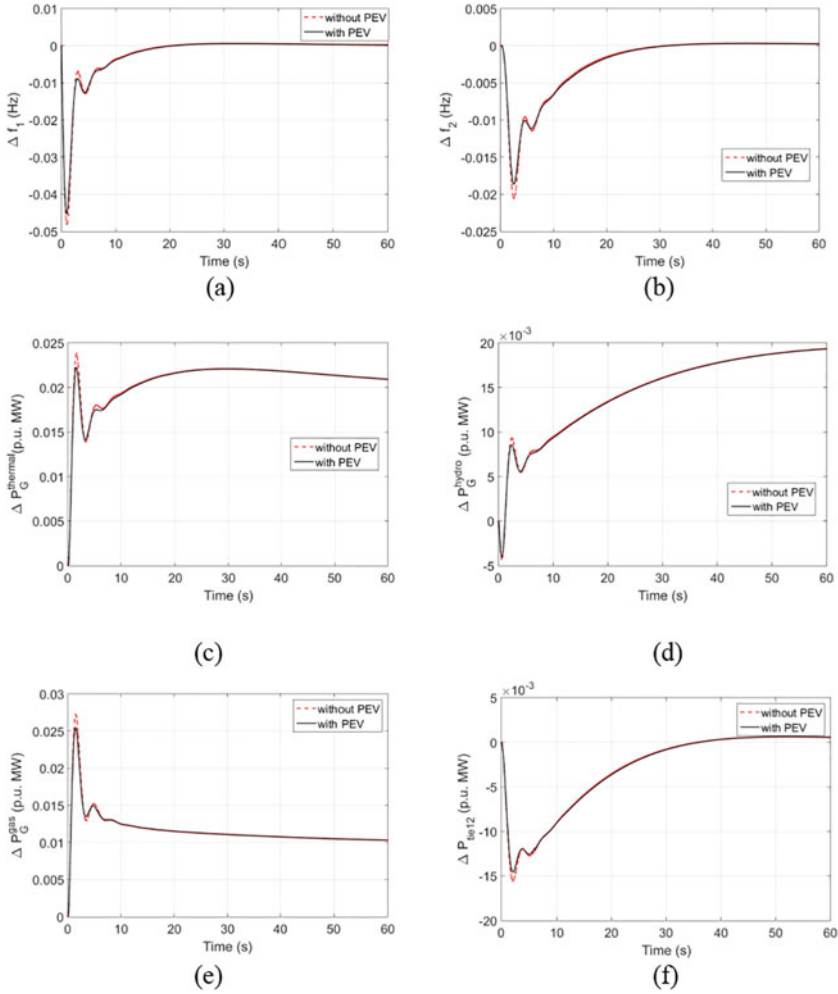 0.01
0
-0.01
-0.02
-0.03
-0.04
-0.05
Δ f1 (Hz)
without PEV
with PEV
0 10 20 30 40 50 60
Time (s)
(a)
0.005
0
-0.005
-0.01
-0.015
-0.02
-0.025
Δ f2 (Hz)
without PEV
with PEV
0 10 20 30 40 50 60
Time (s)
(b)
0.025
0.02
0.015
0.01
0.005
0
Δ PG thermal (p.u. MW)
without PEV
with PEV
0 10 20 30 40 50 60
Time (s)
(c)
×10-3
20
15
10
5
0
-5
Δ PG hydro (p.u. MW)
without PEV
with PEV
0 10 20 30 40 50 60
Time (s)
(d)
0.03
0.025
0.02
0.015
0.01
0.005
0
Δ PG gas (p.u. MW)
without PEV
with PEV
0 10 20 30 40 50 60
Time (s)
(e)
×10-3
5
0
-5
-10
-15
-20
Δ Ptie12 (p.u. MW)
without PEV
with PEV
0 10 20 30 40 50 60
Time (s)
(f)